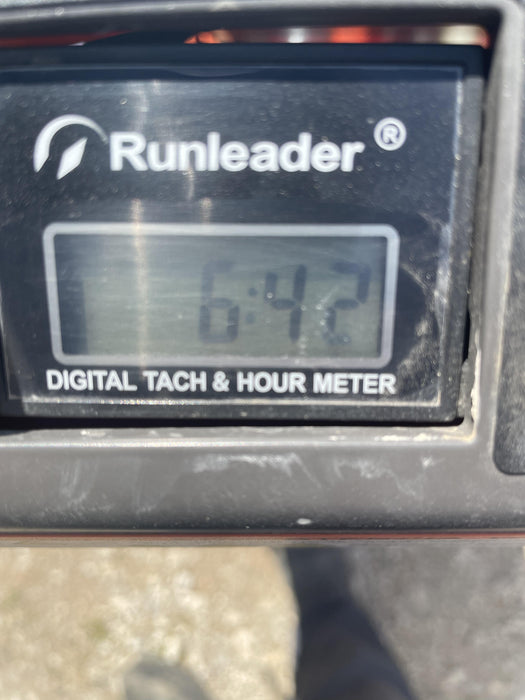 Runleader ®
6:42
DIGITAL TACH & HOUR METER